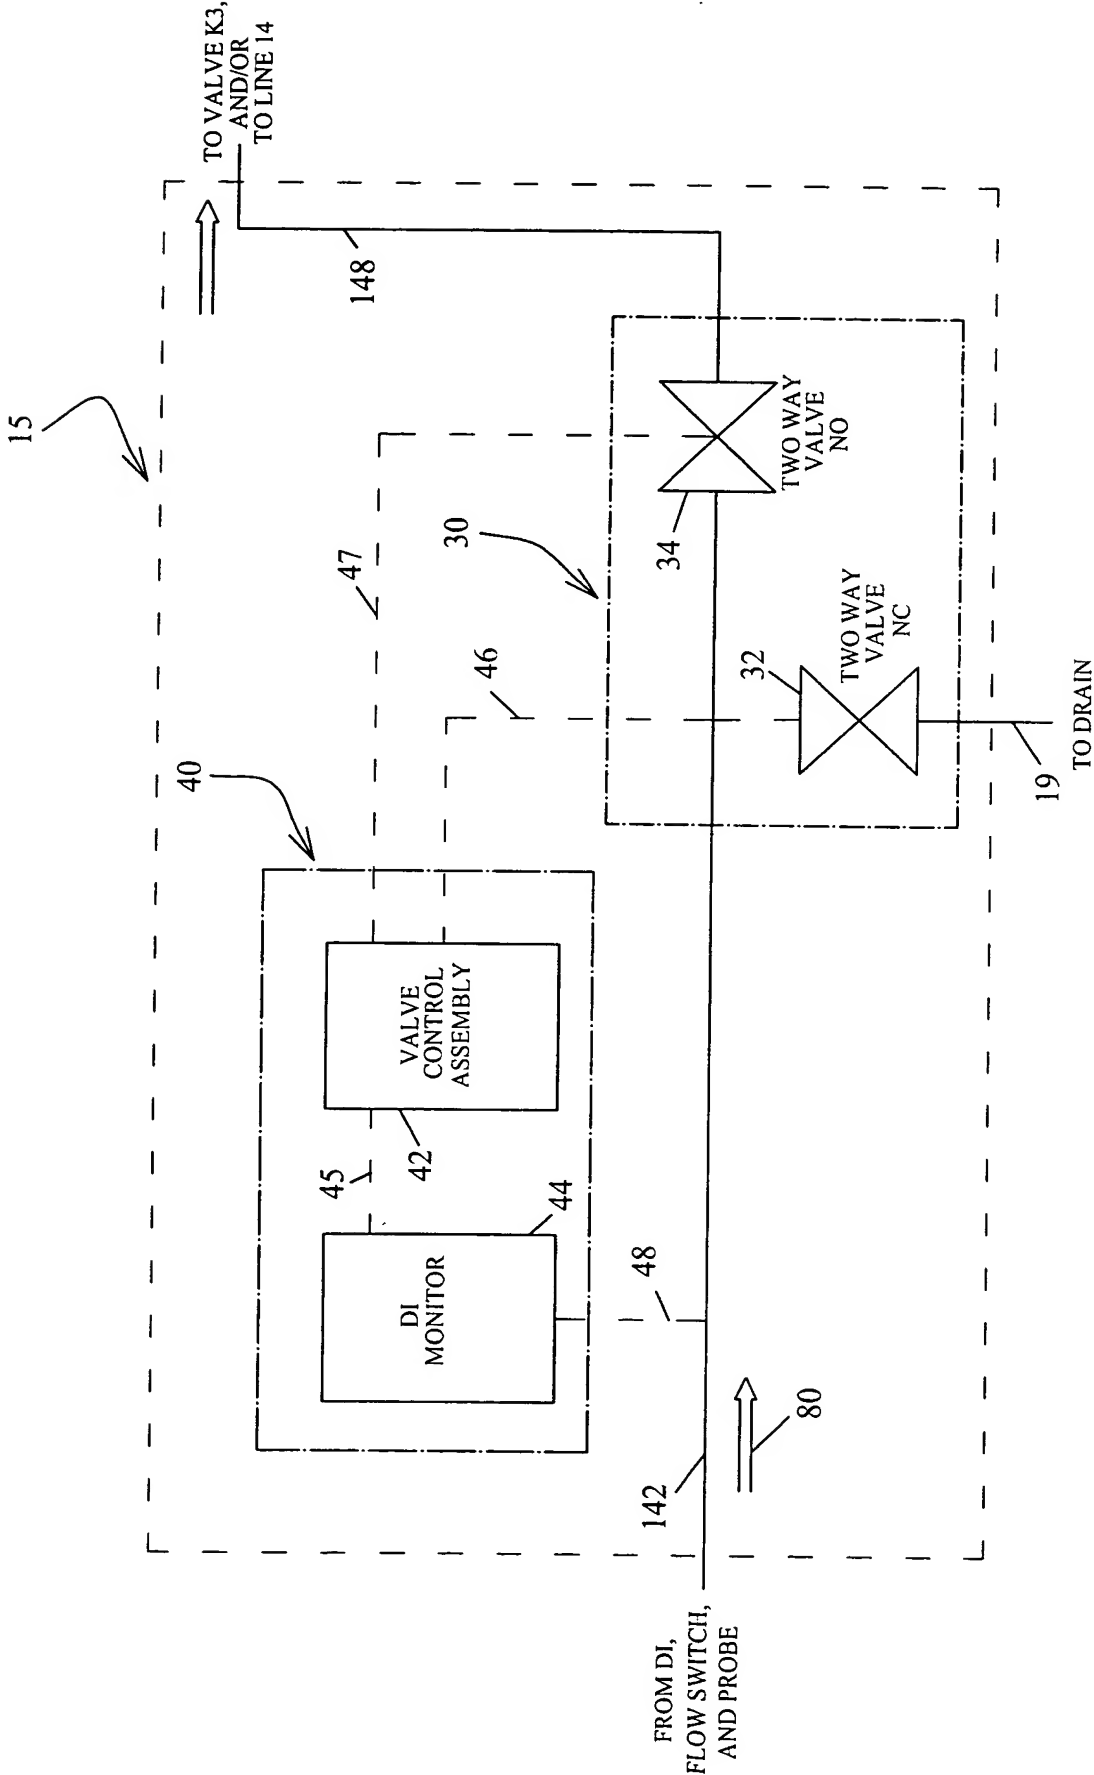 15
TO VALVE K3,
AND/OR
TO LINE 14
148
47
40
46
30
VALVE
CONTROL
ASSEMBLY
42
45
DI
MONITOR
44
48
34
TWO WAY
VALVE
NO
32
TWO WAY
VALVE
NC
19
TO DRAIN
142
80
FROM DI,
FLOW SWITCH,
AND PROBE